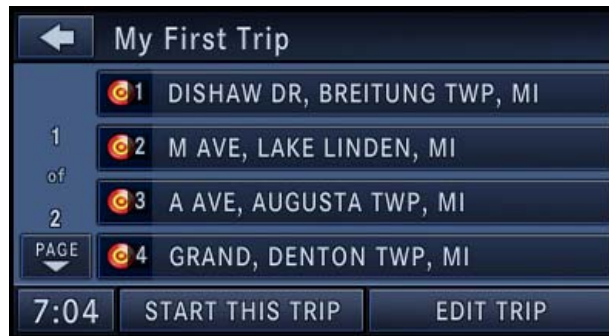 My First Trip
1 DISHAW DR, BREITUNG TWP, MI
2 M AVE, LAKE LINDEN, MI
3 A AVE, AUGUSTA TWP, MI
4 GRAND, DENTON TWP, MI
1
of
2
PAGE
7:04
START THIS TRIP
EDIT TRIP